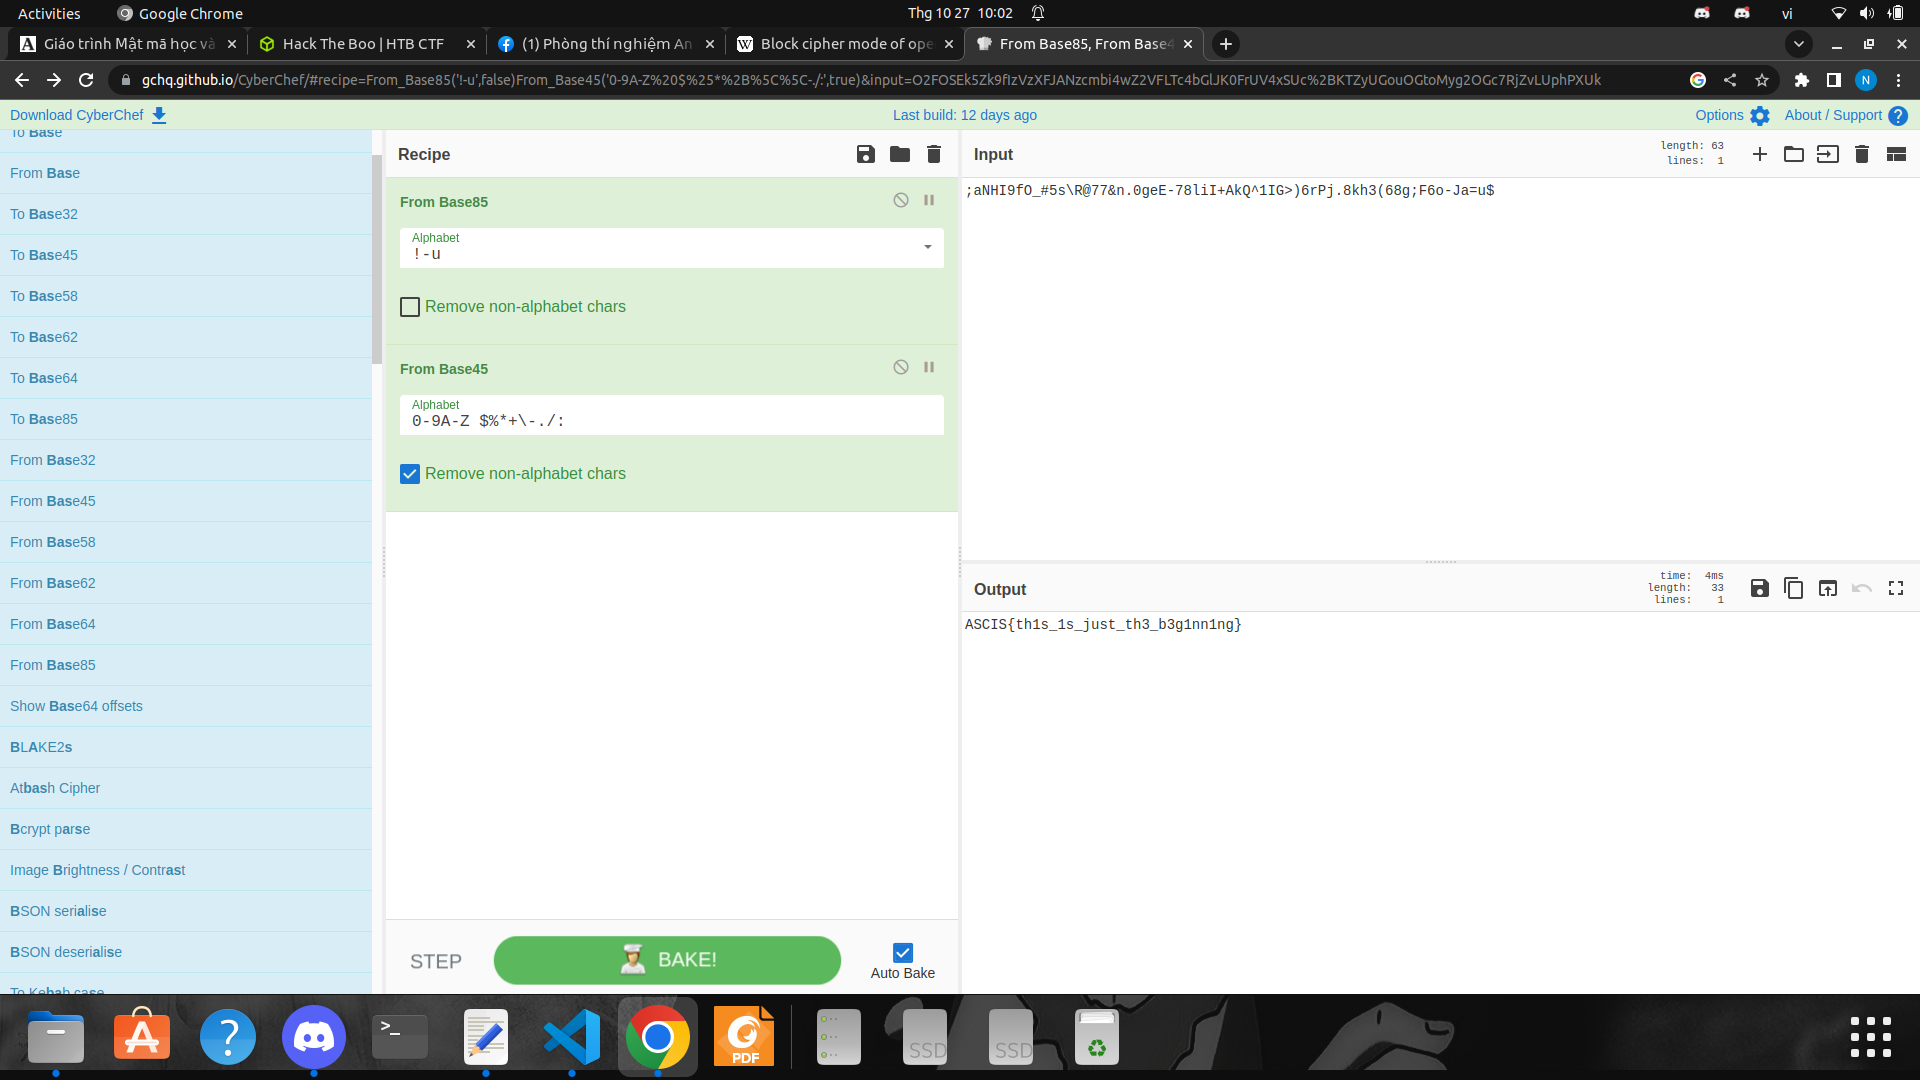 Activities
Google Chrome
Thg 10 27 10:02
vi
Giáo trình Mật mã học và
Hack The Boo | HTB CTF
(1) Phòng thí nghiệm An
Block cipher mode of ope
From Base85, From Base4
gchq.github.io/CyberChef/#recipe=From_Base85('!-u',false)From_Base45('0-9A-Z%20$%25*%2B%5C%5C-./:',true)&input=O2FOSEk5Zk9fIzVzXFJANzcmbi4wZ2VFLTc4bGlJK0FrUV4xSUc%2BKTZyUGouOGtoMyg2OGc7RjZvLUphPXUk
N
Download CyberChef
Last build: 12 days ago
Options
About / Support
To Base
From Base
To Base32
To Base45
To Base58
To Base62
To Base64
To Base85
From Base32
From Base45
From Base58
From Base62
From Base64
From Base85
Show Base64 offsets
BLAKE2s
Atbash Cipher
Bcrypt parse
Image Brightness / Contrast
BSON serialise
BSON deserialise
To Kebab case
Recipe
From Base85
Alphabet
!-u
Remove non-alphabet chars
From Base45
Alphabet
0-9A-Z $%*+\-./:
Remove non-alphabet chars
STEP
BAKE!
Auto Bake
Input
length: 63
lines: 1
;aNHI9fO_#5s\R@77&n.0geE-78liI+AkQ^1IG>)6rPj.8kh3(68g;F6o-Ja=u$
Output
time: 4ms
length: 33
lines: 1
ASCIS{th1s_1s_just_th3_b3g1nn1ng}
PDF
SSD
SSD